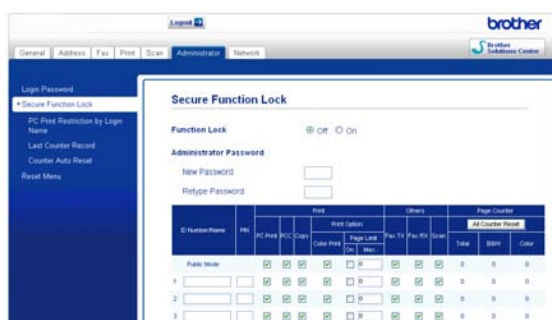 Logout
brother
General Address Fax Print Scan Administrator Network
Brother Solutions Center
Login Password
Secure Function Lock
PC Print Restriction by Login Name
Last Counter Record
Counter Auto Reset
Reset Menu
Secure Function Lock
Function Lock Off On
Administrator Password
New Password
Retype Password
Print Others Page Counter
ID Number/Name PIN PC Print PCC Copy Print Option Fax TX Fax RX Scan All Counter Reset
Color Print Page Limit Total B&W Color
On Max.
Public Mode 0 0 0 0
1 0 0 0 0
2 0 0 0 0
3 0 0 0 0